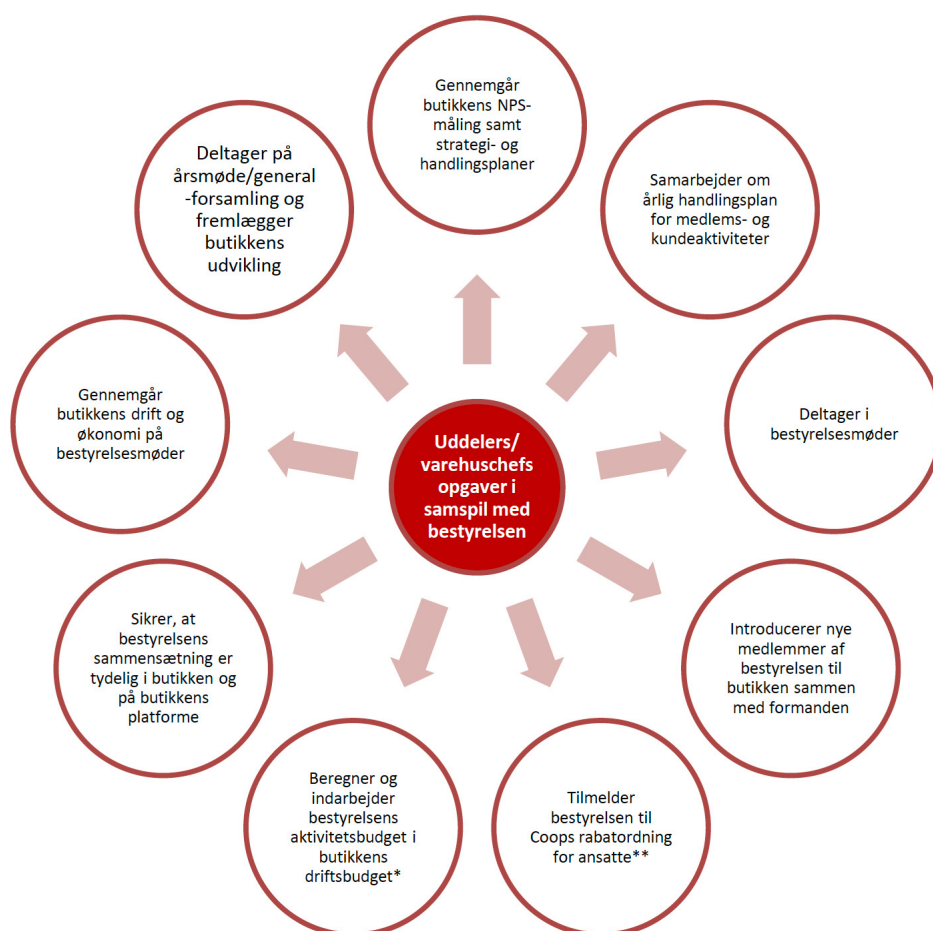 Gennemgår
butikkens NPS-
måling samt
strategi- og
handlingsplaner
Samarbejder om
årlig handlingsplan
for medlems- og
kundeaktiviteter
Deltager i
bestyrelsesmøder
Introducerer nye
medlemmer af
bestyrelsen til
butikken sammen
med formanden
Tilmelder
bestyrelsen til
Coops rabatordning
for ansatte**
Beregner og
indarbejder
bestyrelsens
aktivitetsbudget i
butikkens
driftsbudget*
Sikrer, at
bestyrelsens
sammensætning er
tydelig i butikken og
på butikkens
platforme
Gennemgår
butikkens drift og
økonomi på
bestyrelsesmøder
Deltager på
årsmøde/general
-forsamling og
fremlægger
butikkens
udvikling
Uddelers/
varehuschefs
opgaver i
samspil med
bestyrelsen